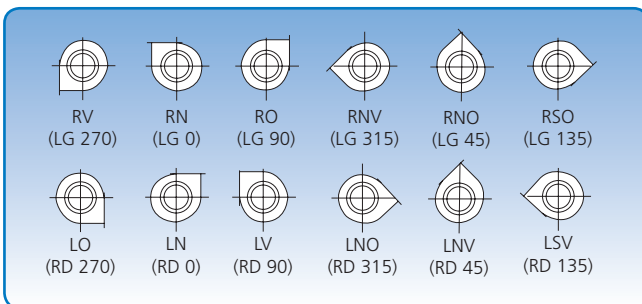 RV RN RO RNV RNO RSO
(LG 270) (LG 0) (LG 90) (LG 315) (LG 45) (LG 135)
LO LN LV LNO LNV LSV
(RD 270) (RD 0) (RD 90) (RD 315) (RD 45) (RD 135)